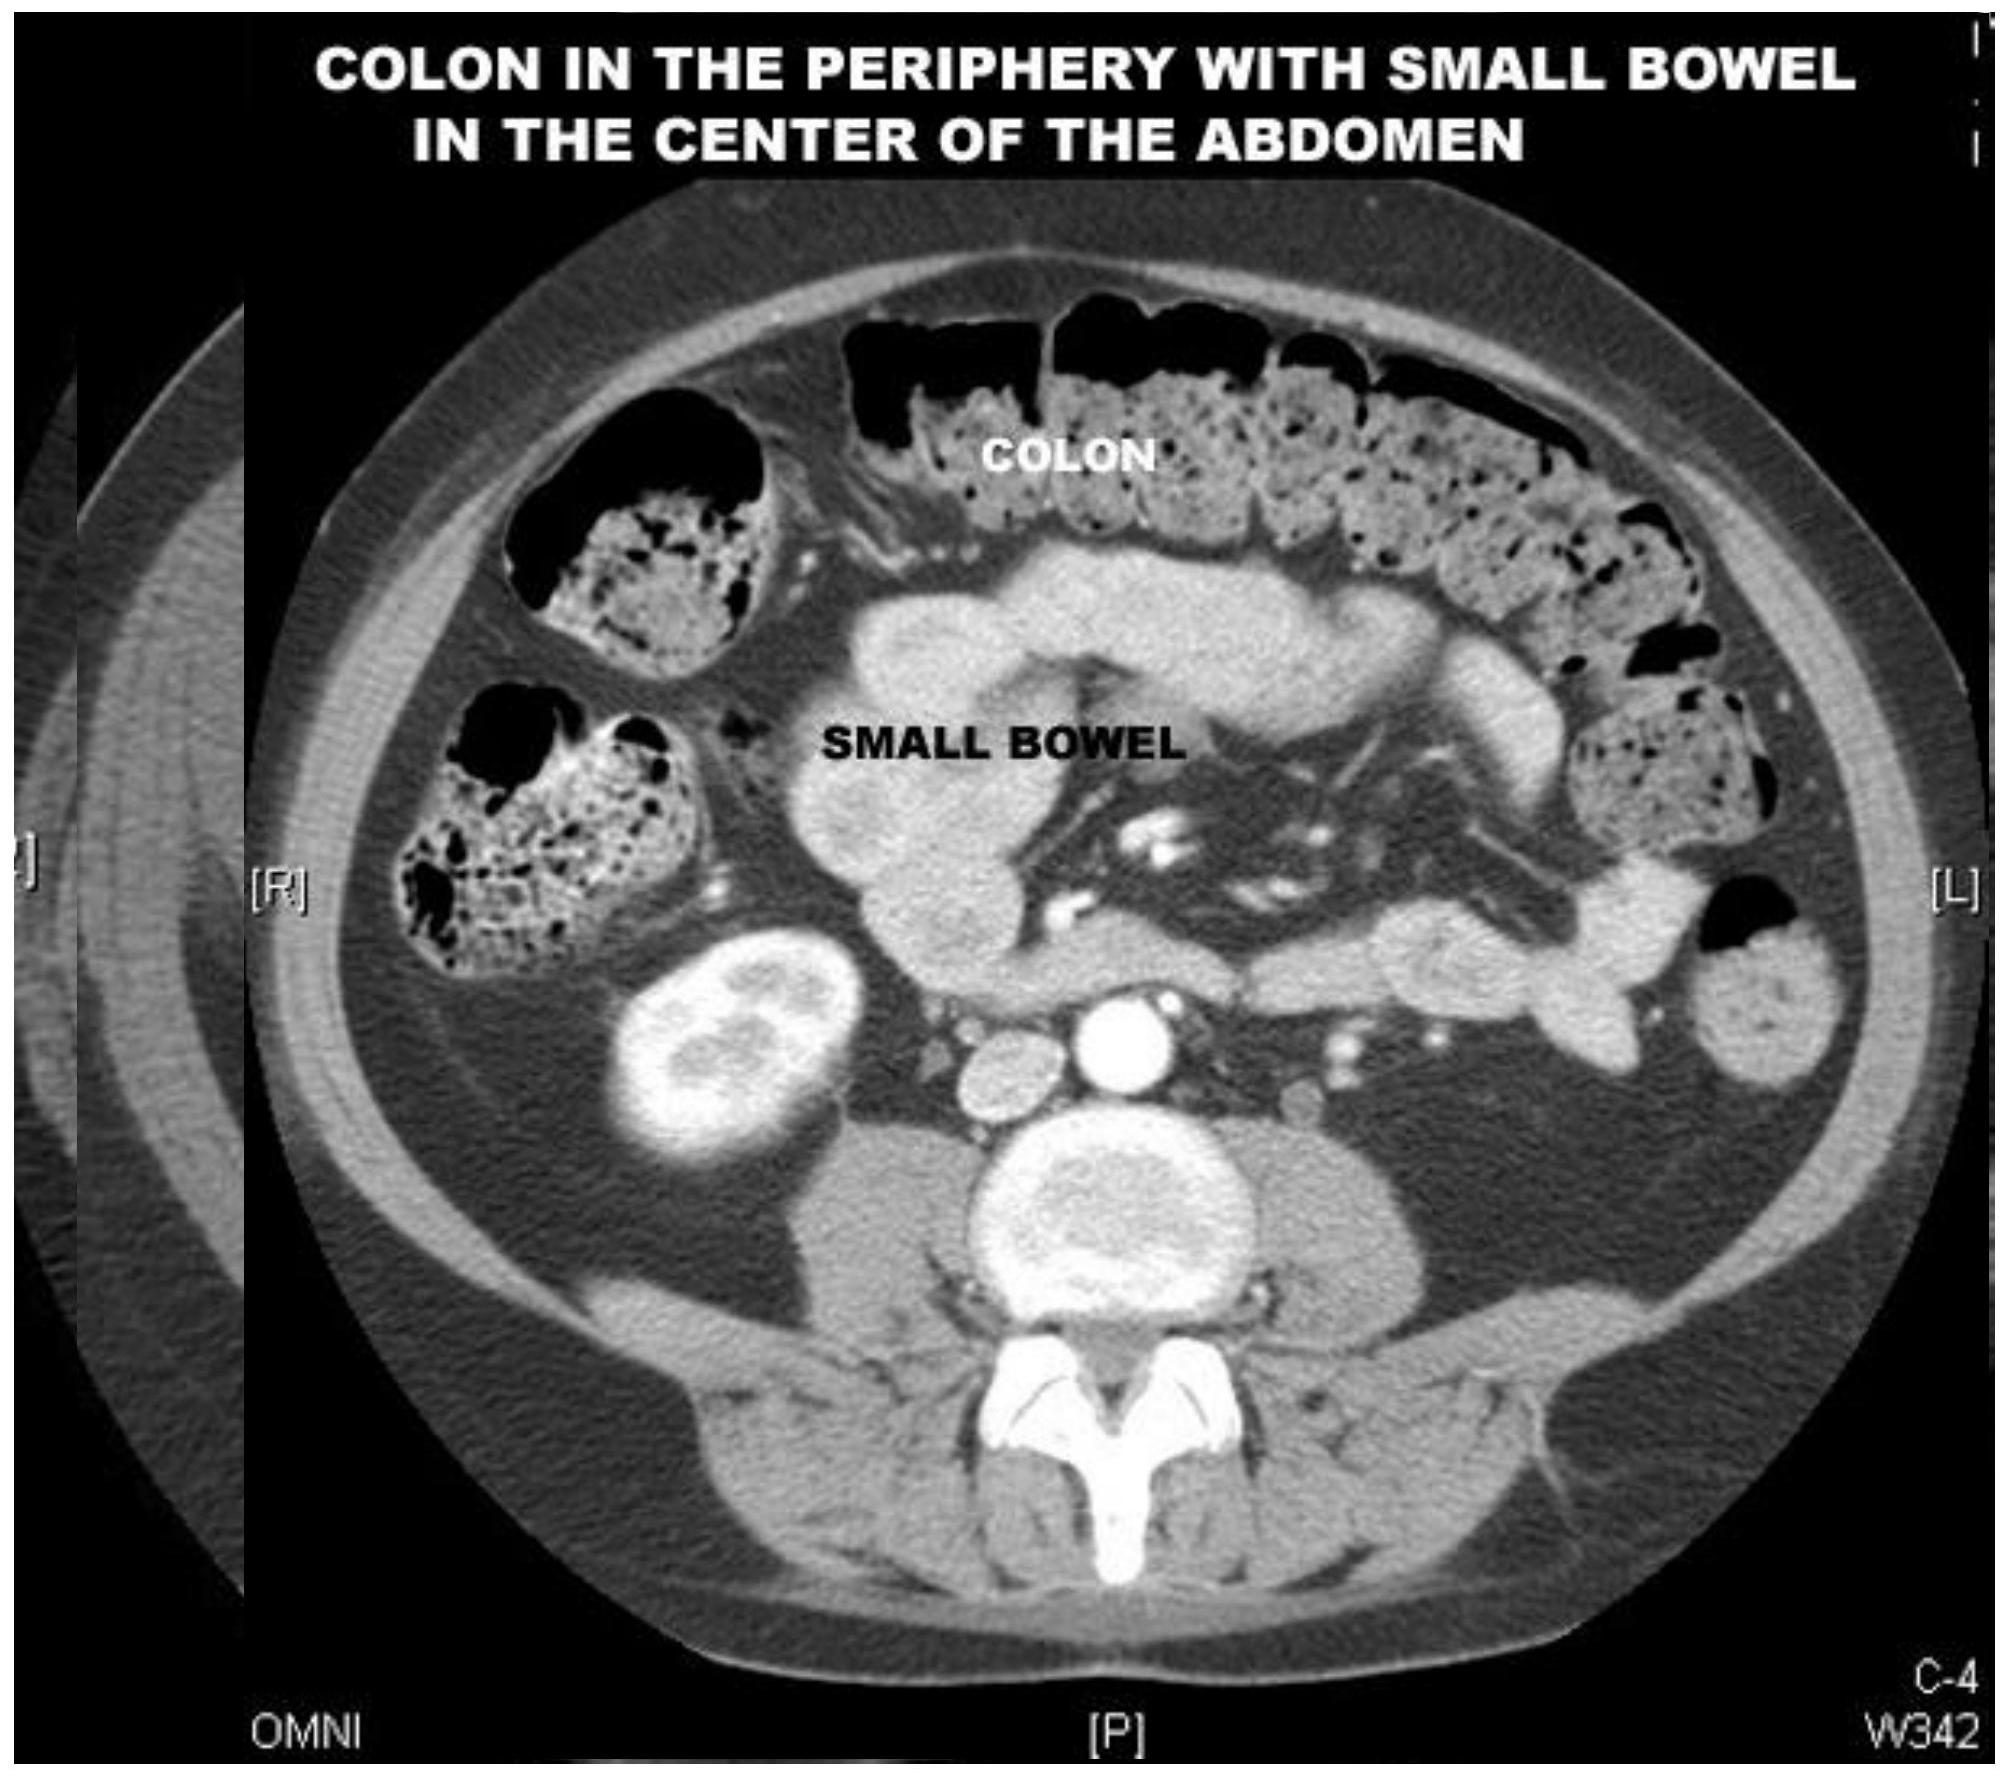 COLON IN THE PERIPHERY WITH SMALL BOWEL
IN THE CENTER OF THE ABDOMEN
COLON
SMALL BOWEL
[R]
[L]
C-4
OMNI
[P]
W342